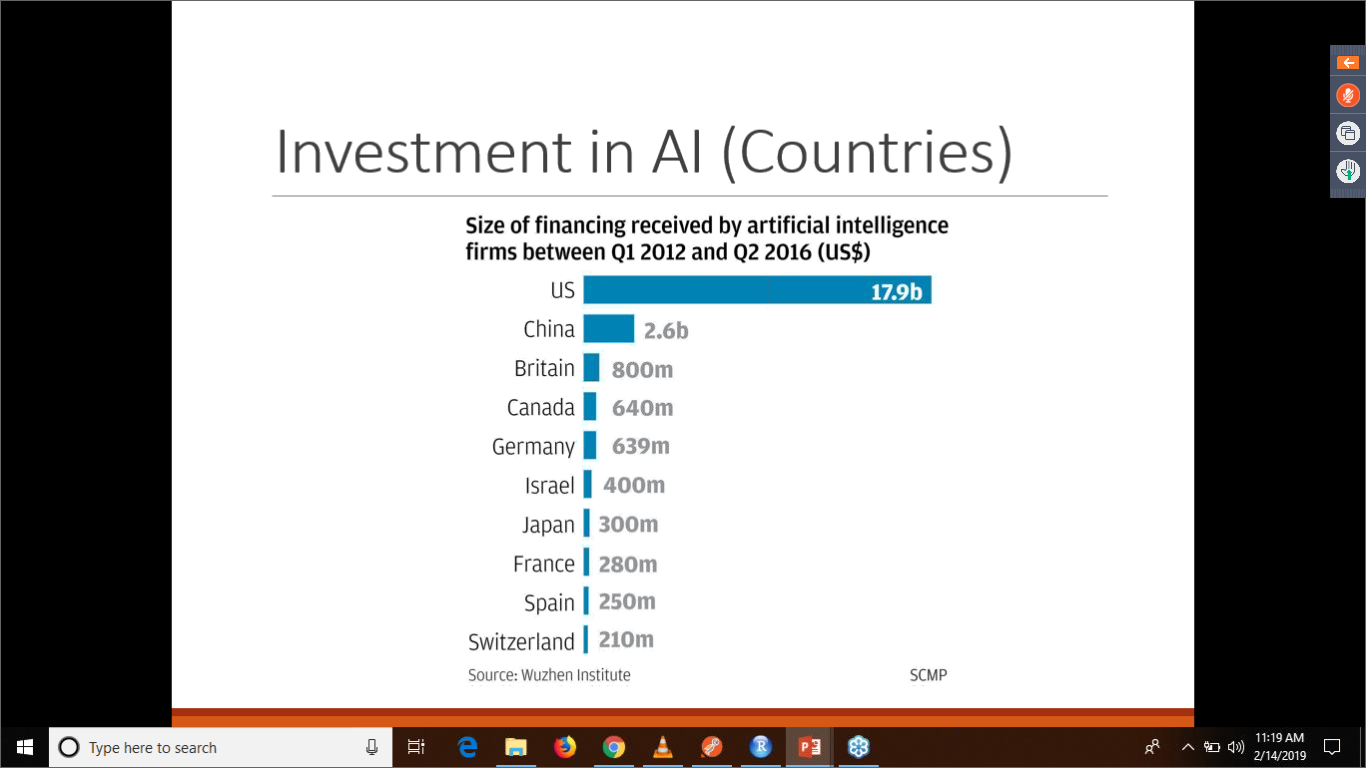 Investment in AI (Countries)
Size of financing received by artificial intelligence
firms between Q1 2012 and Q2 2016 (US$)
US 17.9b
China 2.6b
Britain 800m
Canada 640m
Germany 639m
Israel 400m
Japan 300m
France 280m
Spain 250m
Switzerland 210m
Source: Wuzhen Institute SCMP
Type here to search
11:19 AM
2/14/2019